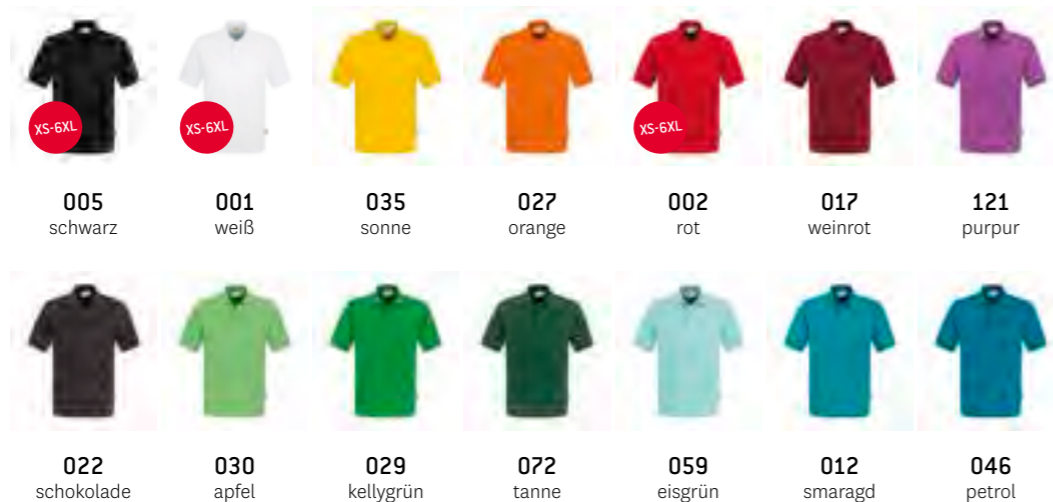 XS-6XL XS-6XL XS-6XL
005 001 035 027 002 017 121
schwarz weiß sonne orange rot weinrot purpur
022 030 029 072 059 012 046
schokolade apfel kellygrün tanne eisgrün smaragd petrol